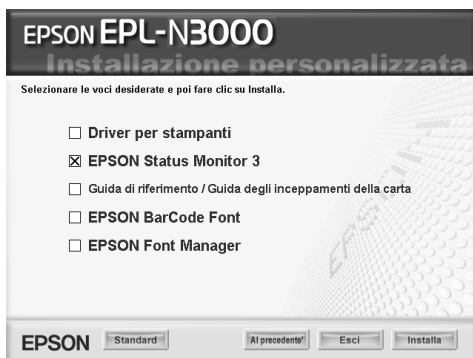 EPSON EPL-N3000
Installazione personalizzata
Selezionare le voci desiderate e poi fare clic su Installa.
Driver per stampanti
EPSON Status Monitor 3
Guida di riferimento / Guida degli inceppamenti della carta
EPSON BarCode Font
EPSON Font Manager
EPSON
EPSON Standard Al precedente' Esci Installa